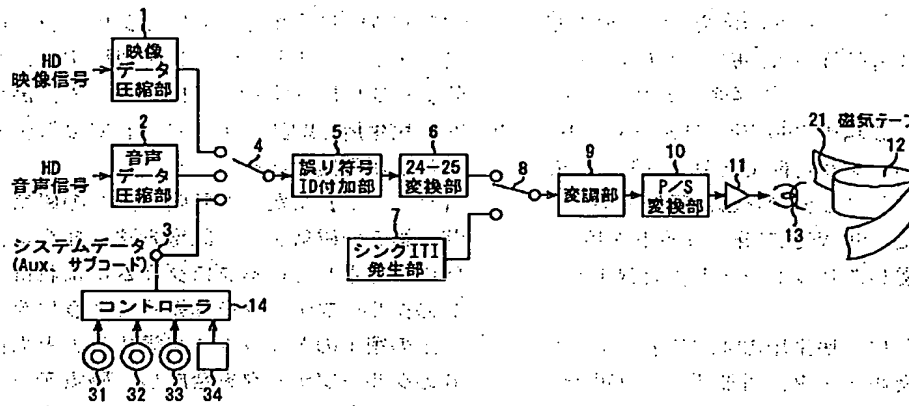 1
HD
映像信号
映像
データ
圧縮部
2
HD
音声信号
音声
データ
圧縮部
システムデータ
(Aux、サブコード)
3
コントローラ
14
31
32
33
34
4
5
誤り符号
ID付加部
6
24-25
変換部
7
シンクITI
発生部
8
9
変調部
10
P/S
変換部
11
13
21 磁気テープ
12